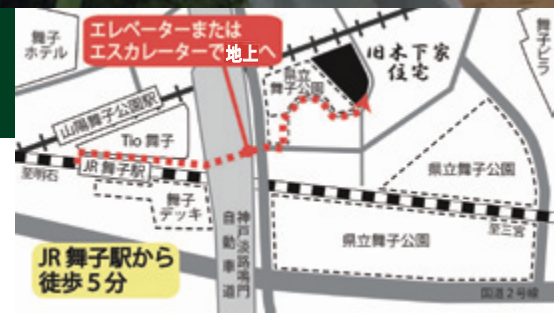 舞子
ホテル
エレベーターまたは
エスカレーターで地上へ
県立
舞子公園
旧木下家
住宅
舞子ビラ
山陽舞子公園駅
Tio 舞子
JR 舞子駅
至明石
舞子
デッキ
神戸淡路鳴門
自動車道
県立舞子公園
県立舞子公園
至三宮
JR 舞子駅から
徒歩 5 分
国道2号線